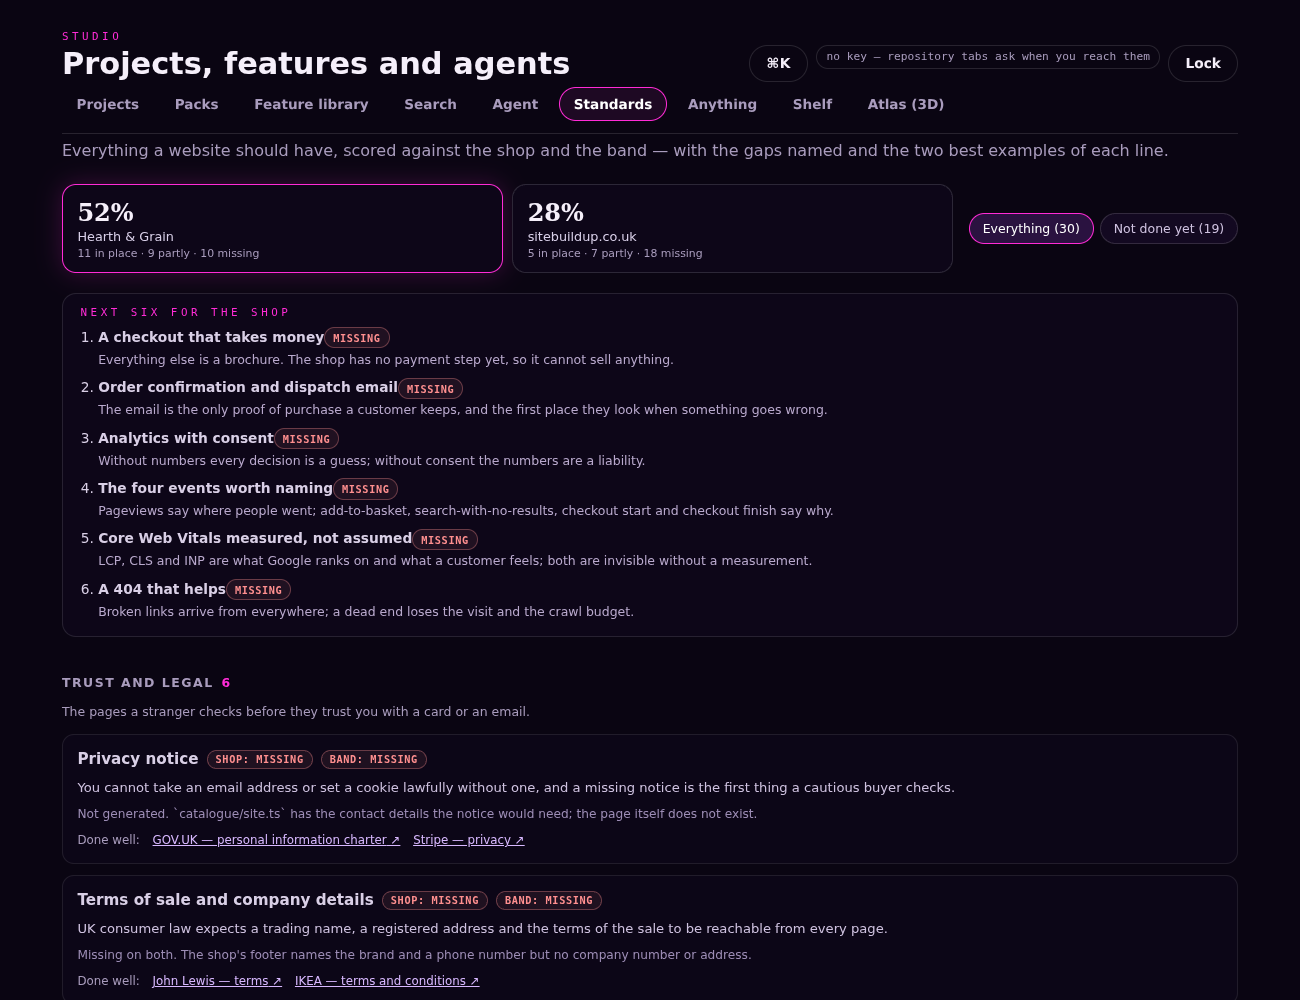 STUDIO
Projects, features and agents
⌘K
no key — repository tabs ask when you reach them
Lock
Projects
Packs
Feature library
Search
Agent
Standards
Anything
Shelf
Atlas (3D)
Everything a website should have, scored against the shop and the band — with the gaps named and the two best examples of each line.
52%
Hearth & Grain
11 in place · 9 partly · 10 missing
28%
sitebuildup.co.uk
5 in place · 7 partly · 18 missing
Everything (30)
Not done yet (19)
NEXT SIX FOR THE SHOP
1. A checkout that takes money MISSING
Everything else is a brochure. The shop has no payment step yet, so it cannot sell anything.
2. Order confirmation and dispatch email MISSING
The email is the only proof of purchase a customer keeps, and the first place they look when something goes wrong.
3. Analytics with consent MISSING
Without numbers every decision is a guess; without consent the numbers are a liability.
4. The four events worth naming MISSING
Pageviews say where people went; add-to-basket, search-with-no-results, checkout start and checkout finish say why.
5. Core Web Vitals measured, not assumed MISSING
LCP, CLS and INP are what Google ranks on and what a customer feels; both are invisible without a measurement.
6. A 404 that helps MISSING
Broken links arrive from everywhere; a dead end loses the visit and the crawl budget.
TRUST AND LEGAL 6
The pages a stranger checks before they trust you with a card or an email.
Privacy notice SHOP: MISSING BAND: MISSING
You cannot take an email address or set a cookie lawfully without one, and a missing notice is the first thing a cautious buyer checks.
Not generated. `catalogue/site.ts` has the contact details the notice would need; the page itself does not exist.
Done well: GOV.UK — personal information charter ↗ Stripe — privacy ↗
Terms of sale and company details SHOP: MISSING BAND: MISSING
UK consumer law expects a trading name, a registered address and the terms of the sale to be reachable from every page.
Missing on both. The shop's footer names the brand and a phone number but no company number or address.
Done well: John Lewis — terms ↗ IKEA — terms and conditions ↗